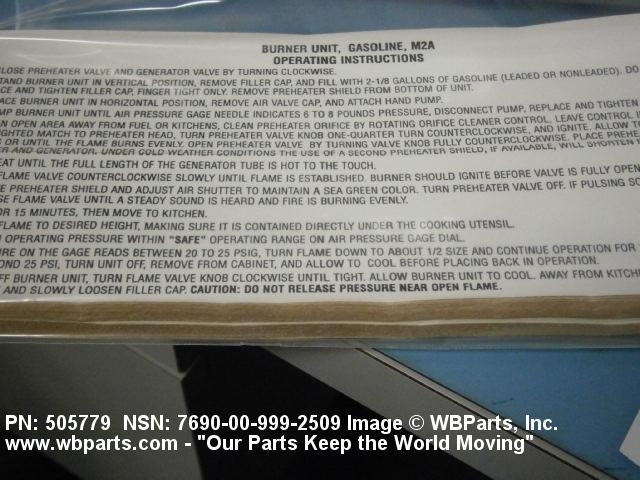 BURNER UNIT, GASOLINE, M2A
OPERATING INSTRUCTIONS
LOSE PREHEATER VALVE AND GENERATOR VALVE BY TURNING CLOCKWISE.
TAND BURNER UNIT IN VERTICAL POSITION, REMOVE FILLER CAP, AND FILL WITH 2-1/8 GALLONS OF GASOLINE (LEADED OR NONLEADED). DO
CE AND TIGHTEN FILLER CAP, FINGER TIGHT ONLY. REMOVE PREHEATER SHIELD FROM BOTTOM OF UNIT.
ACE BURNER UNIT IN HORIZONTAL POSITION, REMOVE AIR VALVE CAP, AND ATTACH HAND PUMP.
MP BURNER UNIT UNTIL AIR PRESSURE GAGE NEEDLE INDICATES 6 TO 8 POUNDS PRESSURE, DISCONNECT PUMP, REPLACE AND TIGHTEN
AN OPEN AREA AWAY FROM FUEL OR KITCHENS, CLEAN PREHEATER ORIFICE BY ROTATING ORIFICE CLEANER CONTROL, LEAVE CONTROL I
GHTED MATCH TO PREHEATER HEAD, TURN PREHEATER VALVE KNOB ONE-QUARTER TURN COUNTERCLOCKWISE, AND IGNITE. ALLOW T
OR UNTIL THE FLAME BURNS EVENLY. OPEN PREHEATER VALVE BY TURNING VALVE KNOB FULLY COUNTERCLOCKWISE. PLACE PREHE
ER AND GENERATOR. UNDER COLD WEATHER CONDITIONS THE USE OF A SECOND PREHEATER SHIELD, IF AVAILABLE, WILL SHORTEN
EAT UNTIL THE FULL LENGTH OF THE GENERATOR TUBE IS HOT TO THE TOUCH.
FLAME VALVE COUNTERCLOCKWISE SLOWLY UNTIL FLAME IS ESTABLISHED. BURNER SHOULD IGNITE BEFORE VALVE IS FULLY OPEN
E PREHEATER SHIELD AND ADJUST AIR SHUTTER TO MAINTAIN A SEA GREEN COLOR. TURN PREHEATER VALVE OFF. IF PULSING SO
SE FLAME VALVE UNTIL A STEADY SOUND IS HEARD AND FIRE IS BURNING EVENLY.
OR 15 MINUTES, THEN MOVE TO KITCHEN.
FLAME TO DESIRED HEIGHT, MAKING SURE IT IS CONTAINED DIRECTLY UNDER THE COOKING UTENSIL.
N OPERATING PRESSURE WITHIN "SAFE" OPERATING RANGE ON AIR PRESSURE GAGE DIAL.
URE ON THE GAGE READS BETWEEN 20 TO 25 PSIG, TURN FLAME DOWN TO ABOUT 1/2 SIZE AND CONTINUE OPERATION FOR
OND 25 PSI, TURN UNIT OFF, REMOVE FROM CABINET, AND ALLOW TO COOL BEFORE PLACING BACK IN OPERATION.
FF BURNER UNIT, TURN FLAME VALVE KNOB CLOCKWISE UNTIL TIGHT. ALLOW BURNER UNIT TO COOL. AWAY FROM KITCH
AND SLOWLY LOOSEN FILLER CAP. CAUTION: DO NOT RELEASE PRESSURE NEAR OPEN FLAME.
PN: 505779 NSN: 7690-00-999-2509 Image © WBParts, Inc.
www.wbparts.com - "Our Parts Keep the World Moving"